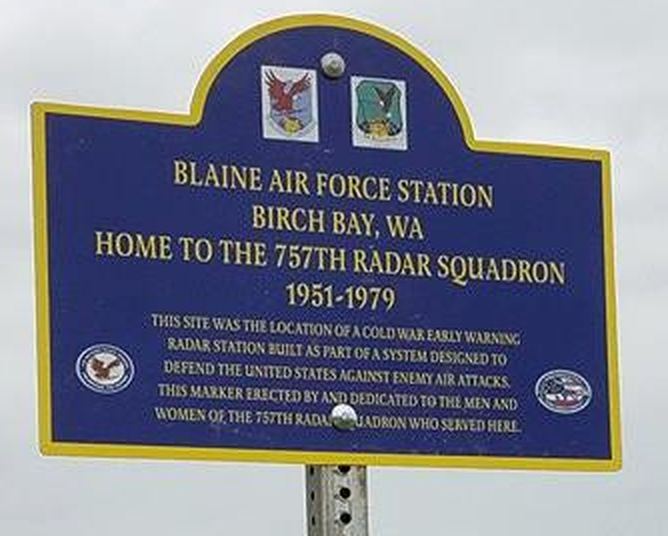 BLAINE AIR FORCE STATION
BIRCH BAY, WA
HOME TO THE 757TH RADAR SQUADRON
1951-1979
THIS SITE WAS THE LOCATION OF A COLD WAR EARLY WARNING
RADAR STATION BUILT AS PART OF A SYSTEM DESIGNED TO
DEFEND THE UNITED STATES AGAINST ENEMY AIR ATTACKS.
THIS MARKER ERECTED BY AND DEDICATED TO THE MEN AND
WOMEN OF THE 757TH RADAR SQUADRON WHO SERVED HERE.